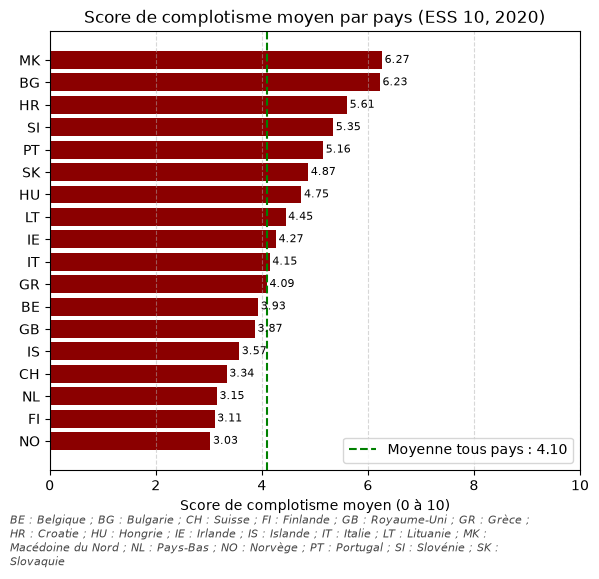 Score de complotisme moyen par pays (ESS 10, 2020)
MK 6.27
BG 6.23
HR 5.61
SI 5.35
PT 5.16
SK 4.87
HU 4.75
LT 4.45
IE 4.27
IT 4.15
GR 4.09
BE 3.93
GB 3.87
IS 3.57
CH 3.34
NL 3.15
FI 3.11
NO 3.03
Moyenne tous pays : 4.10
0 2 4 6 8 10
Score de complotisme moyen (0 à 10)
BE : Belgique ; BG : Bulgarie ; CH : Suisse ; FI : Finlande ; GB : Royaume-Uni ; GR : Grèce ;
HR : Croatie ; HU : Hongrie ; IE : Irlande ; IS : Islande ; IT : Italie ; LT : Lituanie ; MK :
Macédoine du Nord ; NL : Pays-Bas ; NO : Norvège ; PT : Portugal ; SI : Slovénie ; SK :
Slovaquie